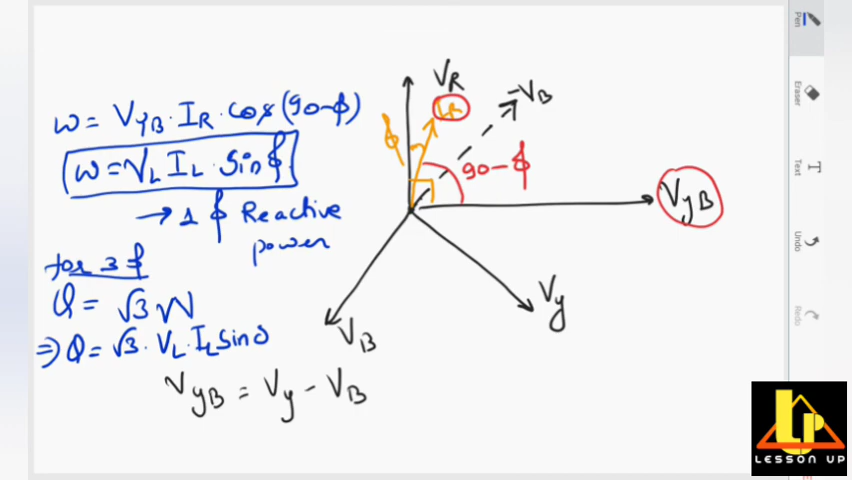 W = VYB · IR · cos (90-ϕ)
W = VL IL · Sin ϕ
→ 1 ϕ Reactive
power
for 3 ϕ
Q = √3 W
⇒ Q = √3 · VL · IL Sin ϕ
VYB = VY - VB
VR
-VB
IR
ϕ
90-ϕ
VYB
VY
VB
Pen
Eraser
Text
T
Undo
Redo
LESSON UP